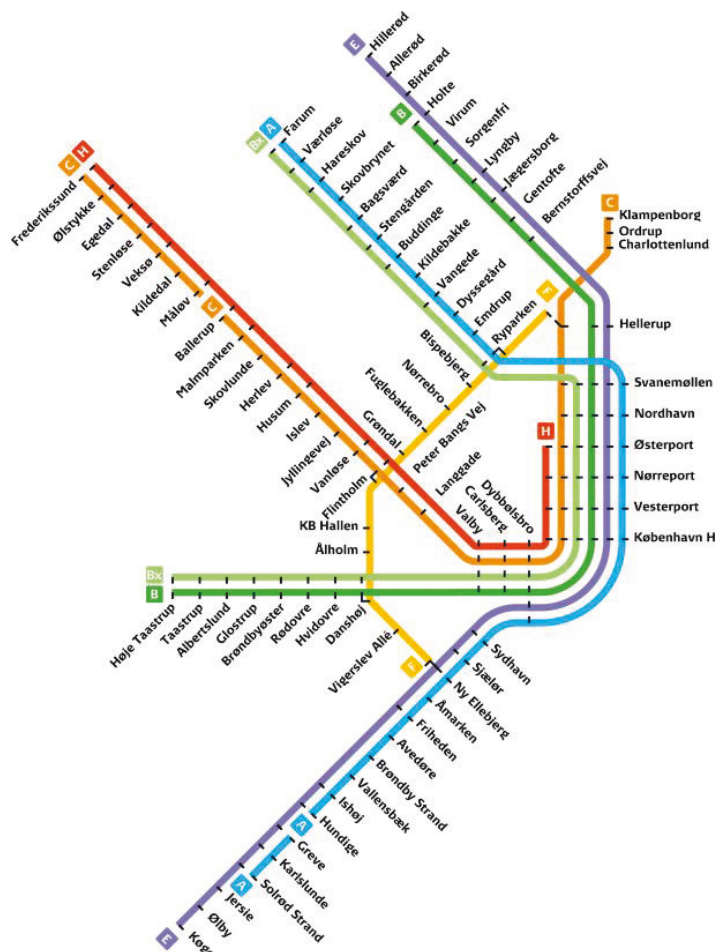 E
Hillerød
Allerød
Birkerød
Holte
Virum
Sorgenfri
Lyngby
Jægersborg
Gentofte
Bernstorffsvej
B
Bx
A
Farum
Værløse
Hareskov
Skovbrynet
Bagsværd
Stengården
Buddinge
Kildebakke
Vangede
Dyssegård
Emdrup
Ryparken
F
C
H
Frederikssund
Ølstykke
Egedal
Stenløse
Veksø
Kildedal
Måløv
C
Ballerup
Malmparken
Skovlunde
Herlev
Husum
Islev
Jyllingevej
Vanløse
Flintholm
KB Hallen
Ålholm
C
Klampenborg
Ordrup
Charlottenlund
Hellerup
Svanemøllen
Nordhavn
Østerport
Nørreport
Vesterport
København H
H
Bispebjerg
Nørrebro
Fuglebakken
Grøndal
Peter Bangs Vej
Langgade
Valby
Carlsberg
Dybbølsbro
Bx
B
Høje Taastrup
Taastrup
Albertslund
Glostrup
Brøndbyøster
Rødovre
Hvidovre
Danshøj
Vigerslev Allé
F
Sydhavn
Sjælør
Ny Ellebjerg
Åmarken
Friheden
Avedøre
Brøndby Strand
Vallensbæk
Ishøj
Hundige
A
Greve
Karlslunde
Solrød Strand
A
Jersie
Ølby
Køge
E